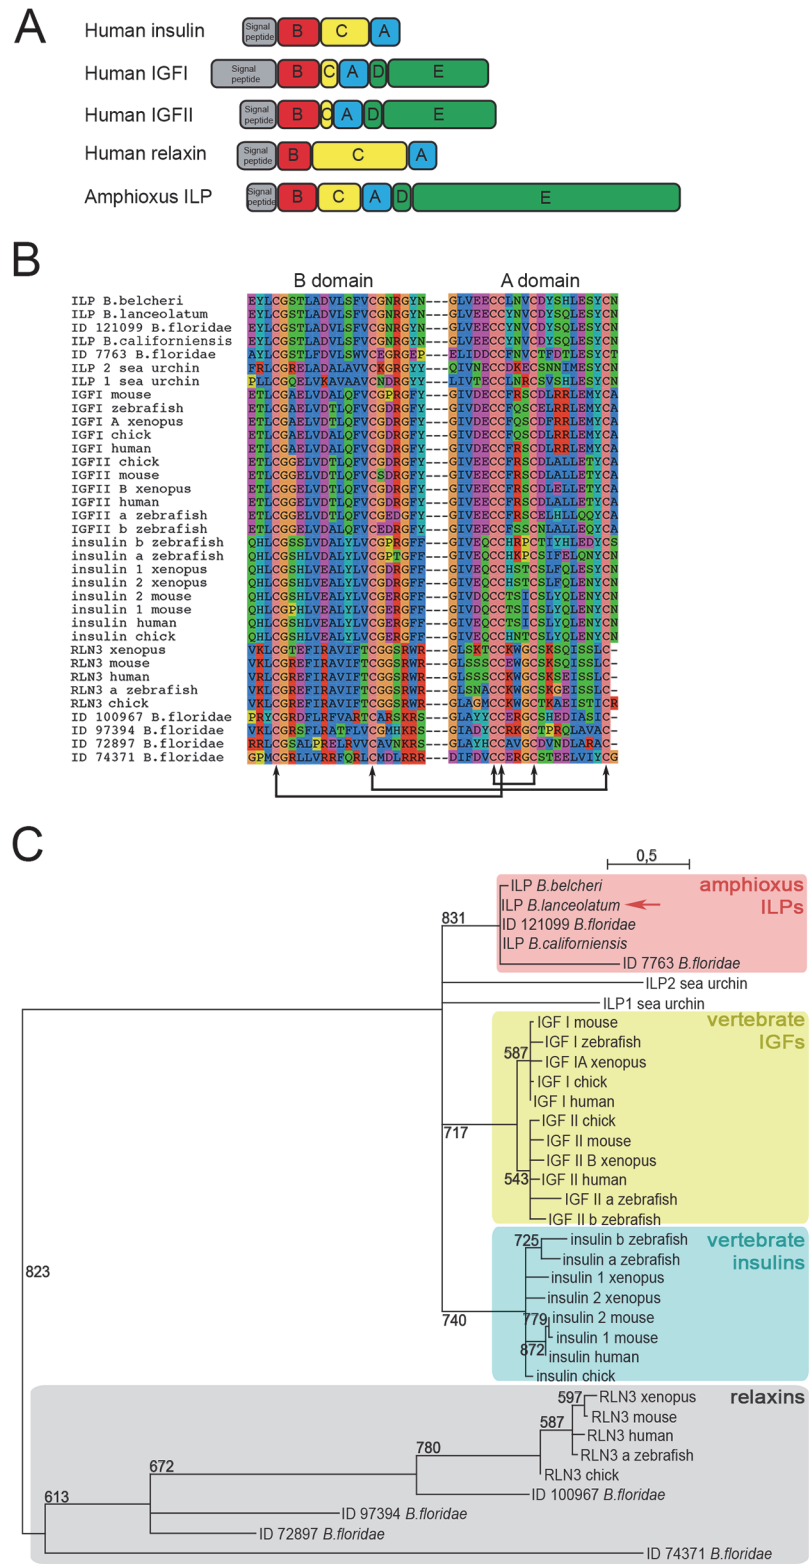 A
Human insulin Signal peptide B C A
Human IGFI Signal peptide B C A D E
Human IGFII Signal peptide B C A D E
Human relaxin Signal peptide B C A
Amphioxus ILP Signal peptide B C A D E
B
B domain A domain
ILP B.belcheri EYLCGSTLADVLSFVCGNRGYN---GLVEECCLNVCDYSHLESYCN
ILP B.lanceolatum EYLCGSTLADVLSFVCGNRGYN---GLVEECCYNVCDYSQLESYCN
ID 121099 B.floridae EYLCGSTLADVLSFVCGNRGYN---GLVEECCYNVCDYSQLESYCN
ILP B.californiensis EYLCGSTLADVLSFVCGNRGYN---GLVEECCYNVCDYSQLESYCN
ID 7763 B.floridae AYLCGSTLFDVLSWVCEGRGEP---ELIDDCCFNVCTFDTLESYCT
ILP 2 sea urchin FRLCGRELADALVTVCKGRGYY---QIVNECCDKECSNNIMESYCS
ILP 1 sea urchin PLLCGQELVKAVAAVCNDRGYY---LIVTECCLNRCSVSHLESYCN
IGFI mouse ETLCGAELVDALQFVCGPRGFY---GIVDECCFRSCDLRRLEMYCA
IGFI zebrafish ETLCGAELVDTLQFVCGDRGFY---GIVDECCFQSCELRRLEMYCA
IGFI A xenopus ETLCGAELVDTLQFVCGDRGFY---GIVDECCFQSCDLRRLEMYCA
IGFI chick ETLCGAELVDALQFVCGDRGFY---GIVDECCFQSCDLRRLEMYCA
IGFI human ETLCGAELVDALQFVCGDRGFY---GIVDECCFRSCDLRRLEMYCA
IGFII chick ETLCGGELVDTLQFVCGDRGFY---GIVEECCFRSCDLALLETYCA
IGFII mouse ETLCGGELVDTLQFVCSDRGFY---GIVEECCFRSCDLALLETYCA
IGFII B xenopus ETLCGGELVDTLQFVCGDRGFY---GIVEECCFRSCDLELLETYCA
IGFII human ETLCGGELVDTLQFVCGDRGFY---GIVEECCFRSCDLALLETYCA
IGFII a zebrafish ETLCGGELVDALQFVCGEDGFY---GIVEECCFRSCELHLLQQYCA
IGFII b zebrafish ETLCGGELVDALQFVCEDRGFY---GIVEECCFSSCNLALLEQYCA
insulin b zebrafish QHLCGSSLVDALYLVCGPRGFF---GIVEQCCHRPCTIYHLEDYCS
insulin a zebrafish QHLCGSHLVDALYLVCGPTGFF---GIVEQCCHKPCSIFELQNYCN
insulin 1 xenopus QHLCGSHLVEALYLVCGDRGFF---GIVEQCCHSTCSLFQLESYCN
insulin 2 xenopus QHLCGSHLVEALYLVCGDRGFF---GIVEQCCHSTCSLFQLENYCN
insulin 2 mouse QHLCGSHLVEALYLVCGERGFF---GIVDQCCTSICSLYQLENYCN
insulin 1 mouse QHLCGPHLVEALYLVCGERGFF---GIVDQCCTSICSLYQLENYCN
insulin human QHLCGSHLVEALYLVCGERGFF---GIVEQCCTSICSLYQLENYCN
insulin chick QHLCGSHLVEALYLVCGERGFF---GIVEQCCHNTCSLYQLENYCN
RLN3 xenopus VKLCGTEFIRAVIFTCGGSRWR---GLSKTCCKWGCSKSQISSLC-
RLN3 mouse VKLCGREFIRAVIFTCGGSRWR---GLSSSCCKWGCSKSQISSLC-
RLN3 human VRLCGREFIRAVIFTCGGSRWR---GLSSSCCKWGCSKSEISSLC-
RLN3 a zebrafish VKLCGREFIRAVIFTCGGSRWR---GLSNACCKWGCSKGEISSLC-
RLN3 chick VKLCGREFIRAVIFTCGGSRWR---GLAGMCCKWGCSKTAEISTICR
ID 100967 B.floridae PRYCGRDFLRFVARTCARSKRS---GLAYYCCERGCSHEDIASIC-
ID 97394 B.floridae VKLCGRSFLRATFLVCGMHKRS---GIADYCCRRGCTPRQLAVAC-
ID 72897 B.floridae RRLCGSALPRELRVVCAVNKRS---GLAYHCCAVGCDVNDLARAC-
ID 74371 B.floridae GPMCGRLLVRRFQRLCMDLRRR---DIFDVCCERGCSTEELVIYCG
C
0,5
amphioxus
ILPs
831
ILP B.belcheri
ILP B.lanceolatum
ID 121099 B.floridae
ILP B.californiensis
ID 7763 B.floridae
ILP2 sea urchin
ILP1 sea urchin
vertebrate
IGFs
IGF I mouse
IGF I zebrafish
587
IGF IA xenopus
IGF I chick
IGF I human
IGF II chick
717
IGF II mouse
IGF II B xenopus
543
IGF II human
IGF II a zebrafish
IGF II b zebrafish
vertebrate
insulins
725
insulin b zebrafish
insulin a zebrafish
823
insulin 1 xenopus
insulin 2 xenopus
740
779
insulin 2 mouse
insulin 1 mouse
872
insulin human
insulin chick
relaxins
597
RLN3 xenopus
RLN3 mouse
587
RLN3 human
780
RLN3 a zebrafish
672
RLN3 chick
613
ID 100967 B.floridae
ID 97394 B.floridae
ID 72897 B.floridae
ID 74371 B.floridae